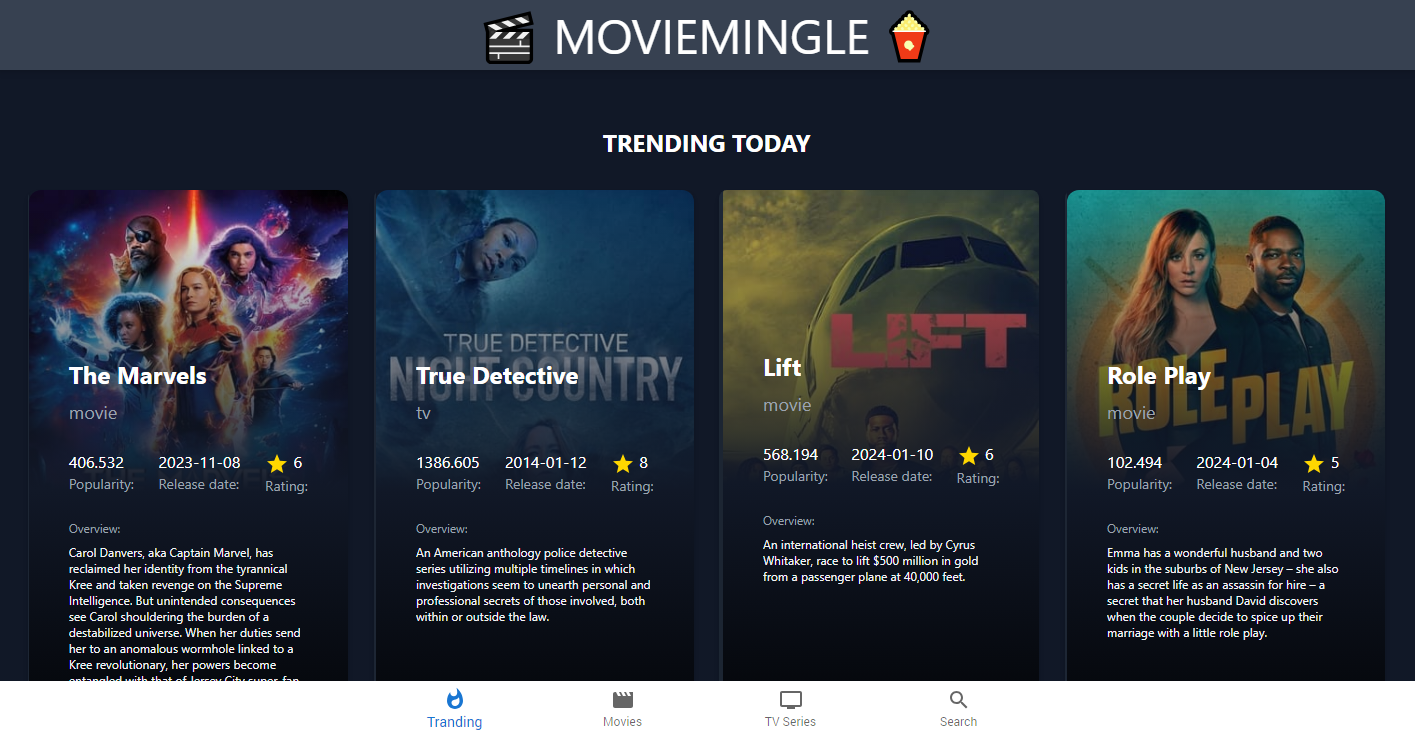 MOVIEMINGLE
TRENDING TODAY
The Marvels
movie
406.532 2023-11-08 6
Popularity: Release date: Rating:
Overview:
Carol Danvers, aka Captain Marvel, has
reclaimed her identity from the tyrannical
Kree and taken revenge on the Supreme
Intelligence. But unintended consequences
see Carol shouldering the burden of a
destabilized universe. When her duties send
her to an anomalous wormhole linked to a
Kree revolutionary, her powers become
entangled with that of Jersey City super-fan
TRUE DETECTIVE
NIGHT COUNTRY
True Detective
tv
1386.605 2014-01-12 8
Popularity: Release date: Rating:
Overview:
An American anthology police detective
series utilizing multiple timelines in which
investigations seem to unearth personal and
professional secrets of those involved, both
within or outside the law.
LIFT
Lift
movie
568.194 2024-01-10 6
Popularity: Release date: Rating:
Overview:
An international heist crew, led by Cyrus
Whitaker, race to lift $500 million in gold
from a passenger plane at 40,000 feet.
ROLE PLAY
Role Play
movie
102.494 2024-01-04 5
Popularity: Release date: Rating:
Overview:
Emma has a wonderful husband and two
kids in the suburbs of New Jersey – she also
has a secret life as an assassin for hire – a
secret that her husband David discovers
when the couple decide to spice up their
marriage with a little role play.
Tranding
Movies
TV Series
Search